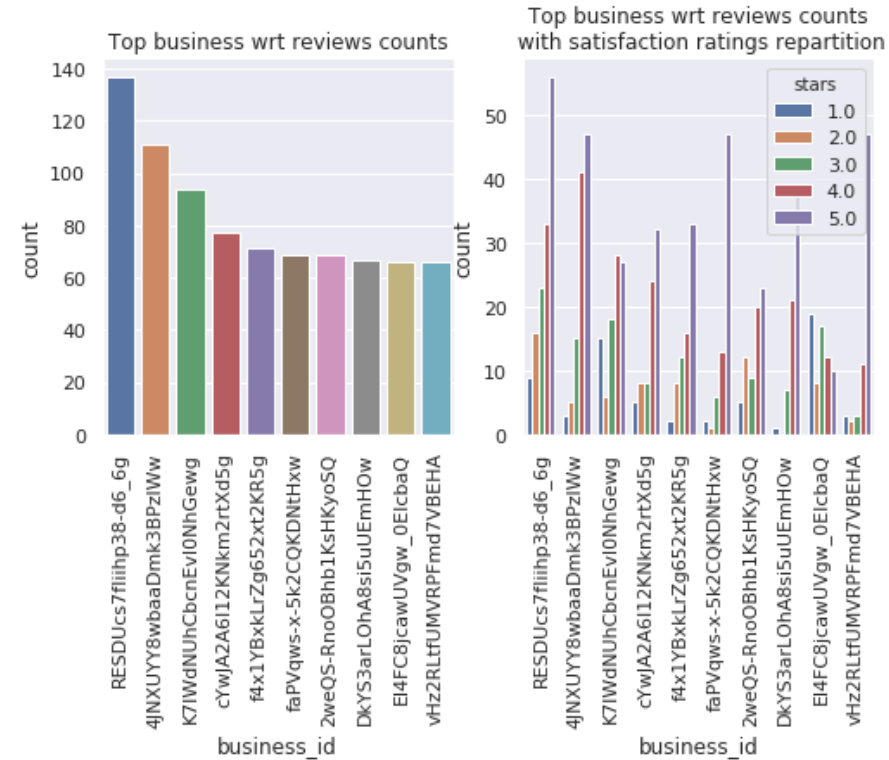 Top business wrt reviews counts
140
120
100
80
60
40
20
0
count
RESDUcs7fIiihp38-d6_6g
4JNXUYY8wbaaDmk3BPzlWw
K7lWdNUhCbcnEvI0NhGewg
cYwJA2A6I12KNkm2rtXd5g
f4x1YBxkLrZg652xt2KR5g
faPVqws-x-5k2CQKDNtHxw
2weQS-RnoOBhb1KsHKyoSQ
DkYS3arLOhA8si5uUEmHOw
El4FC8jcawUVgw_0EIcbaQ
vHz2RLtfUMVRPFmd7VBEHA
business_id
Top business wrt reviews counts
with satisfaction ratings repartition
50
40
30
20
10
0
count
stars
1.0
2.0
3.0
4.0
5.0
RESDUcs7fIiihp38-d6_6g
4JNXUYY8wbaaDmk3BPzlWw
K7lWdNUhCbcnEvI0NhGewg
cYwJA2A6I12KNkm2rtXd5g
f4x1YBxkLrZg652xt2KR5g
faPVqws-x-5k2CQKDNtHxw
2weQS-RnoOBhb1KsHKyoSQ
DkYS3arLOhA8si5uUEmHOw
El4FC8jcawUVgw_0EIcbaQ
vHz2RLtfUMVRPFmd7VBEHA
business_id